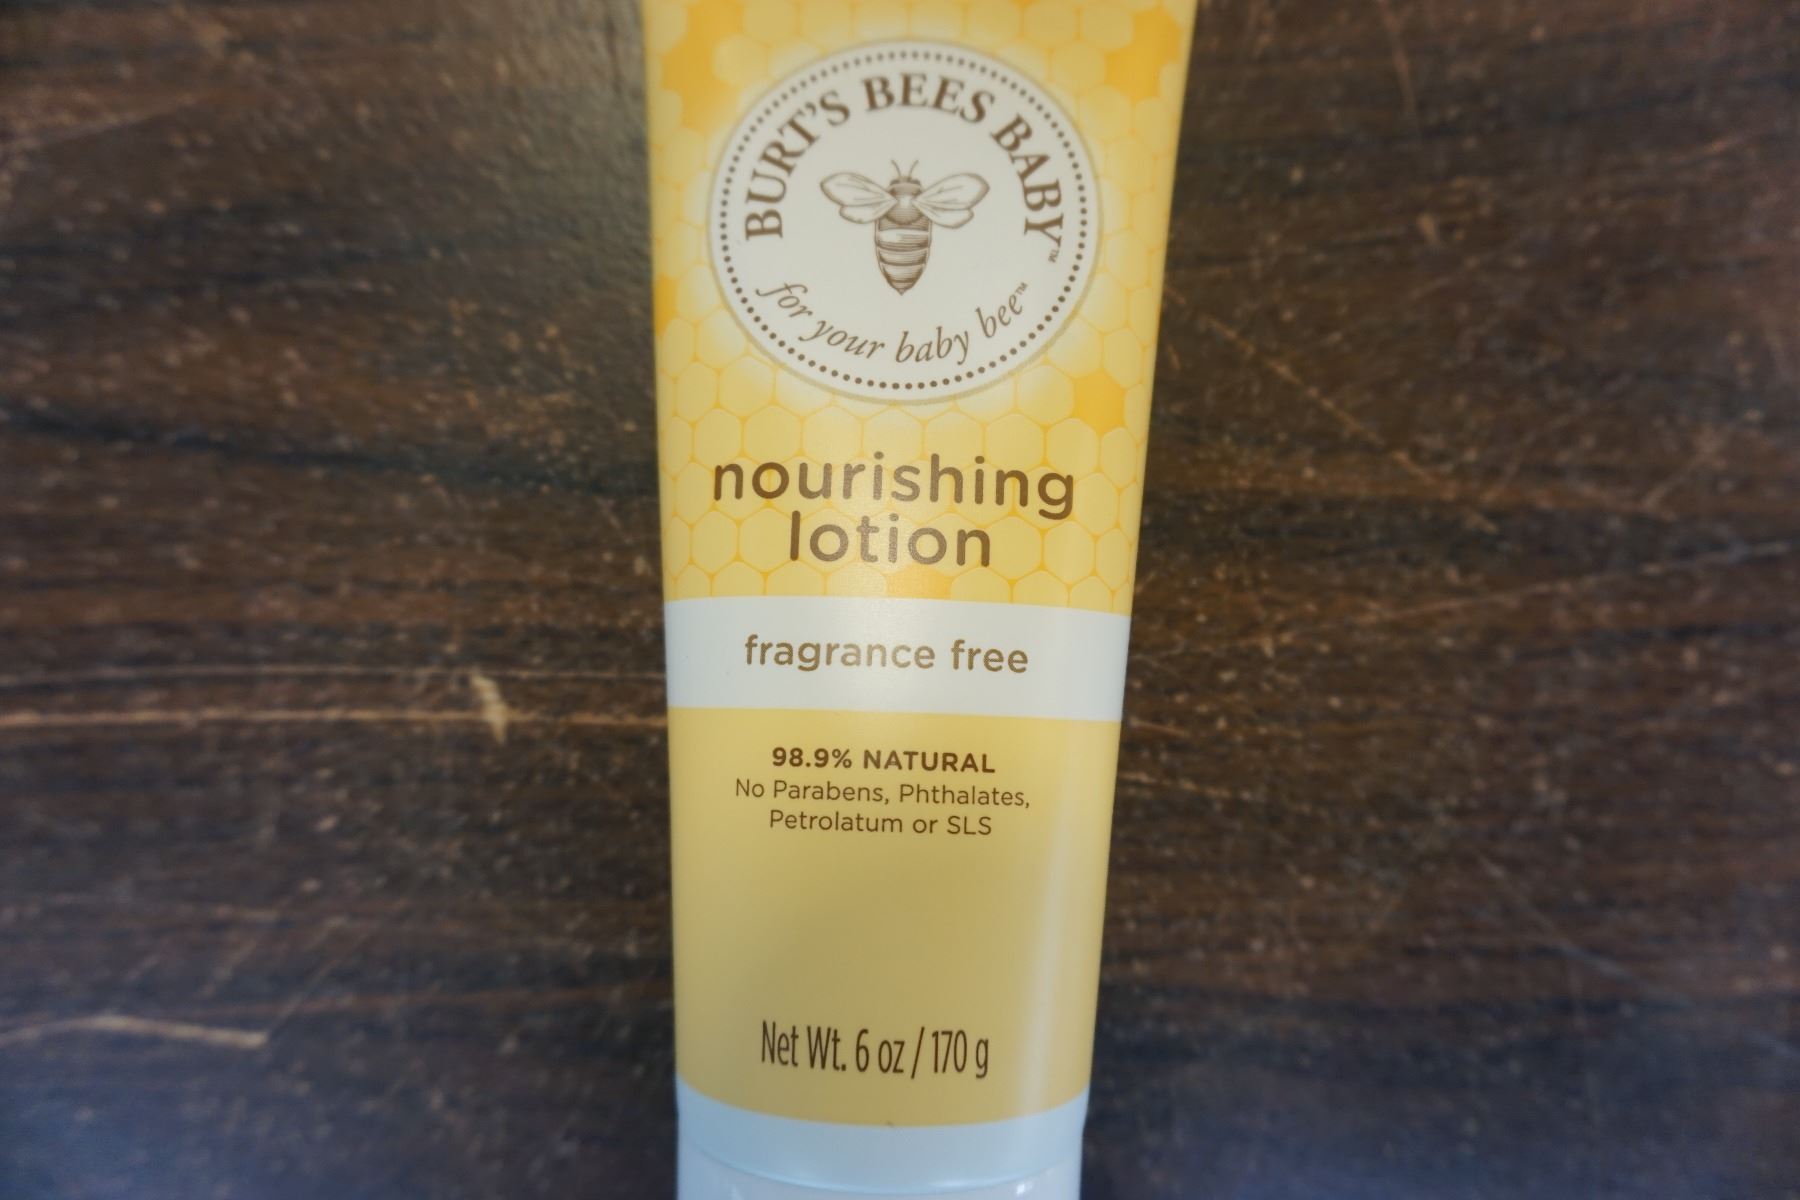 BURT'S BEES BABY™
for your baby bee™
nourishing
lotion
fragrance free
98.9% NATURAL
No Parabens, Phthalates,
Petrolatum or SLS
Net Wt. 6 oz / 170 g